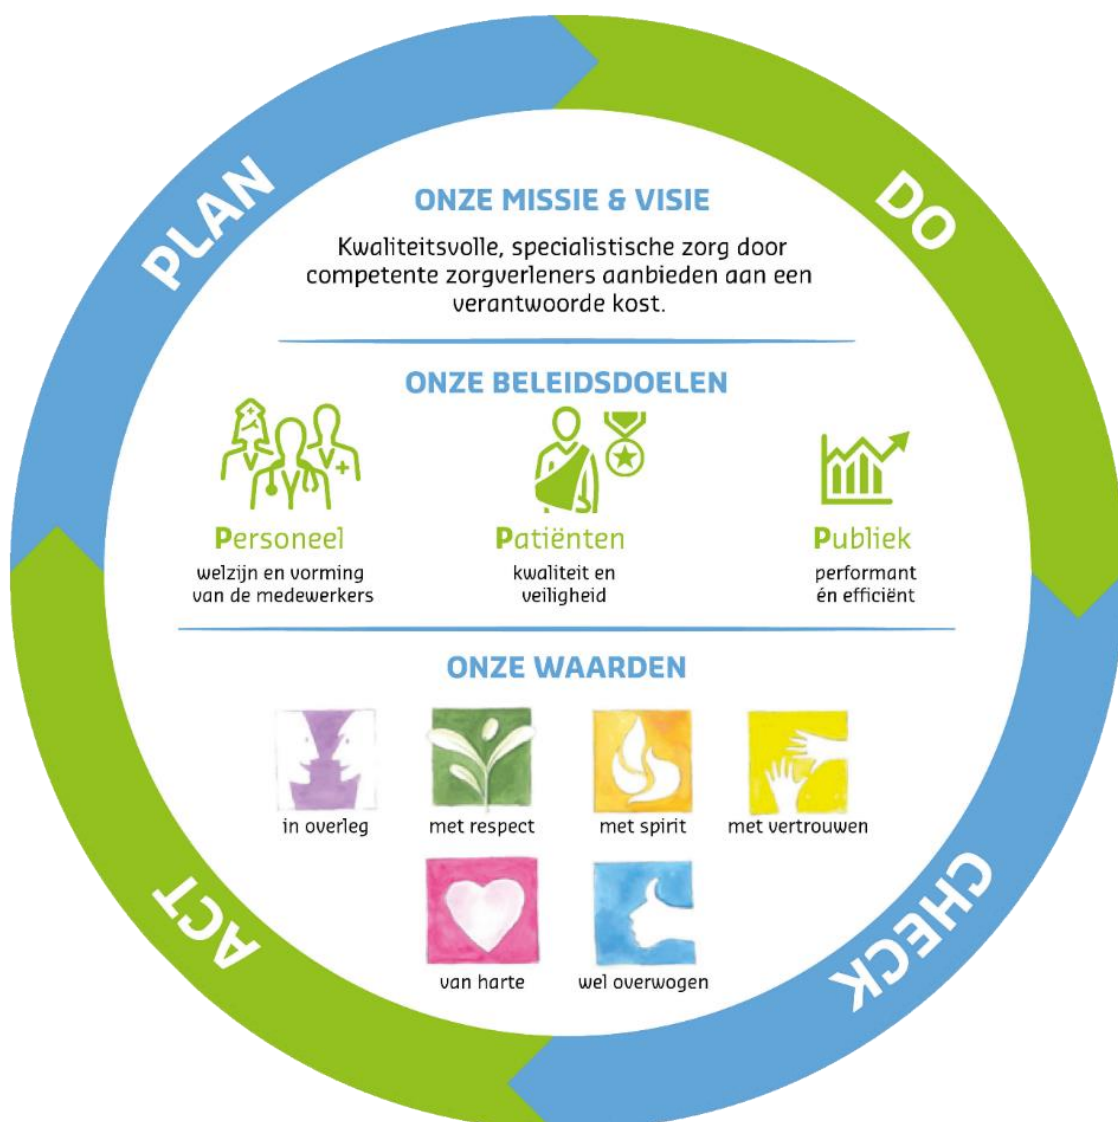 PLAN
DO
ONZE MISSIE & VISIE
Kwaliteitsvolle, specialistische zorg door
competente zorgverleners aanbieden aan een
verantwoorde kost.
ONZE BELEIDSDOELEN
Personeel
welzijn en vorming
van de medewerkers
Patiënten
kwaliteit en
veiligheid
Publiek
performant
én efficiënt
ONZE WAARDEN
in overleg
met respect
met spirit
met vertrouwen
van harte
wel overwogen
CHECK
ACT